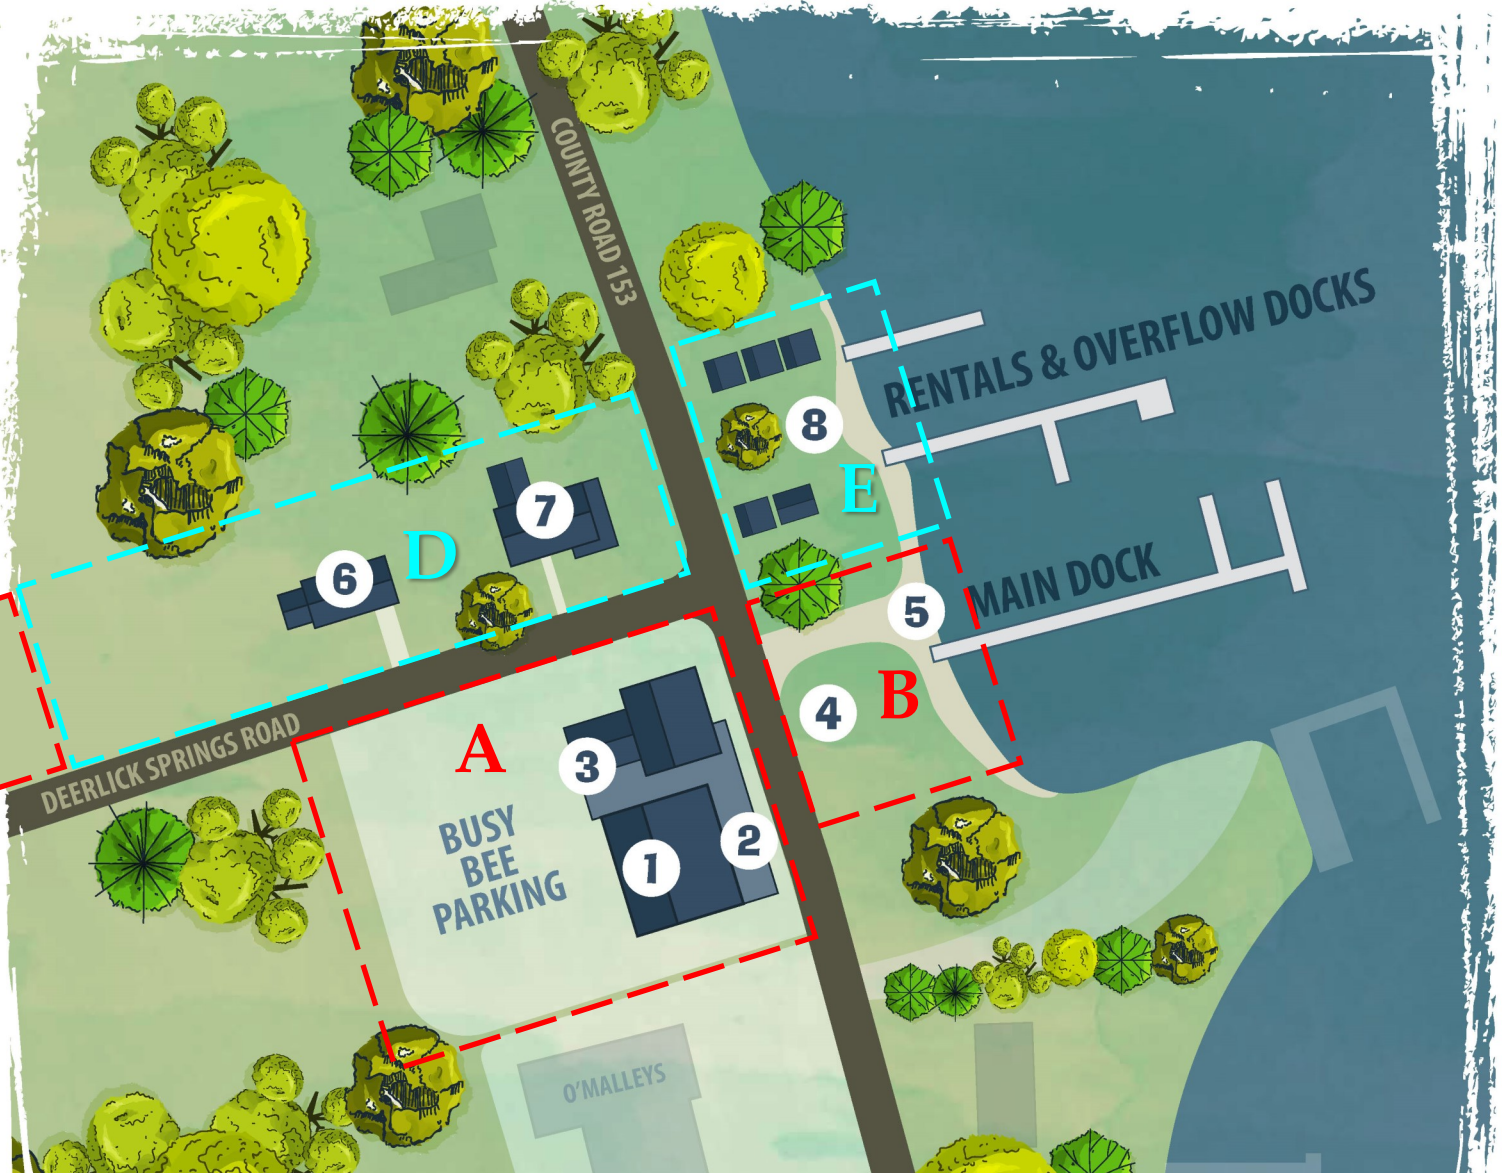 COUNTY ROAD 153
RENTALS & OVERFLOW DOCKS
8
E
7
D
6
MAIN DOCK
5
B
4
DEERLICK SPRINGS ROAD
A
3
BUSY
BEE
PARKING
2
1
O'MALLEYS